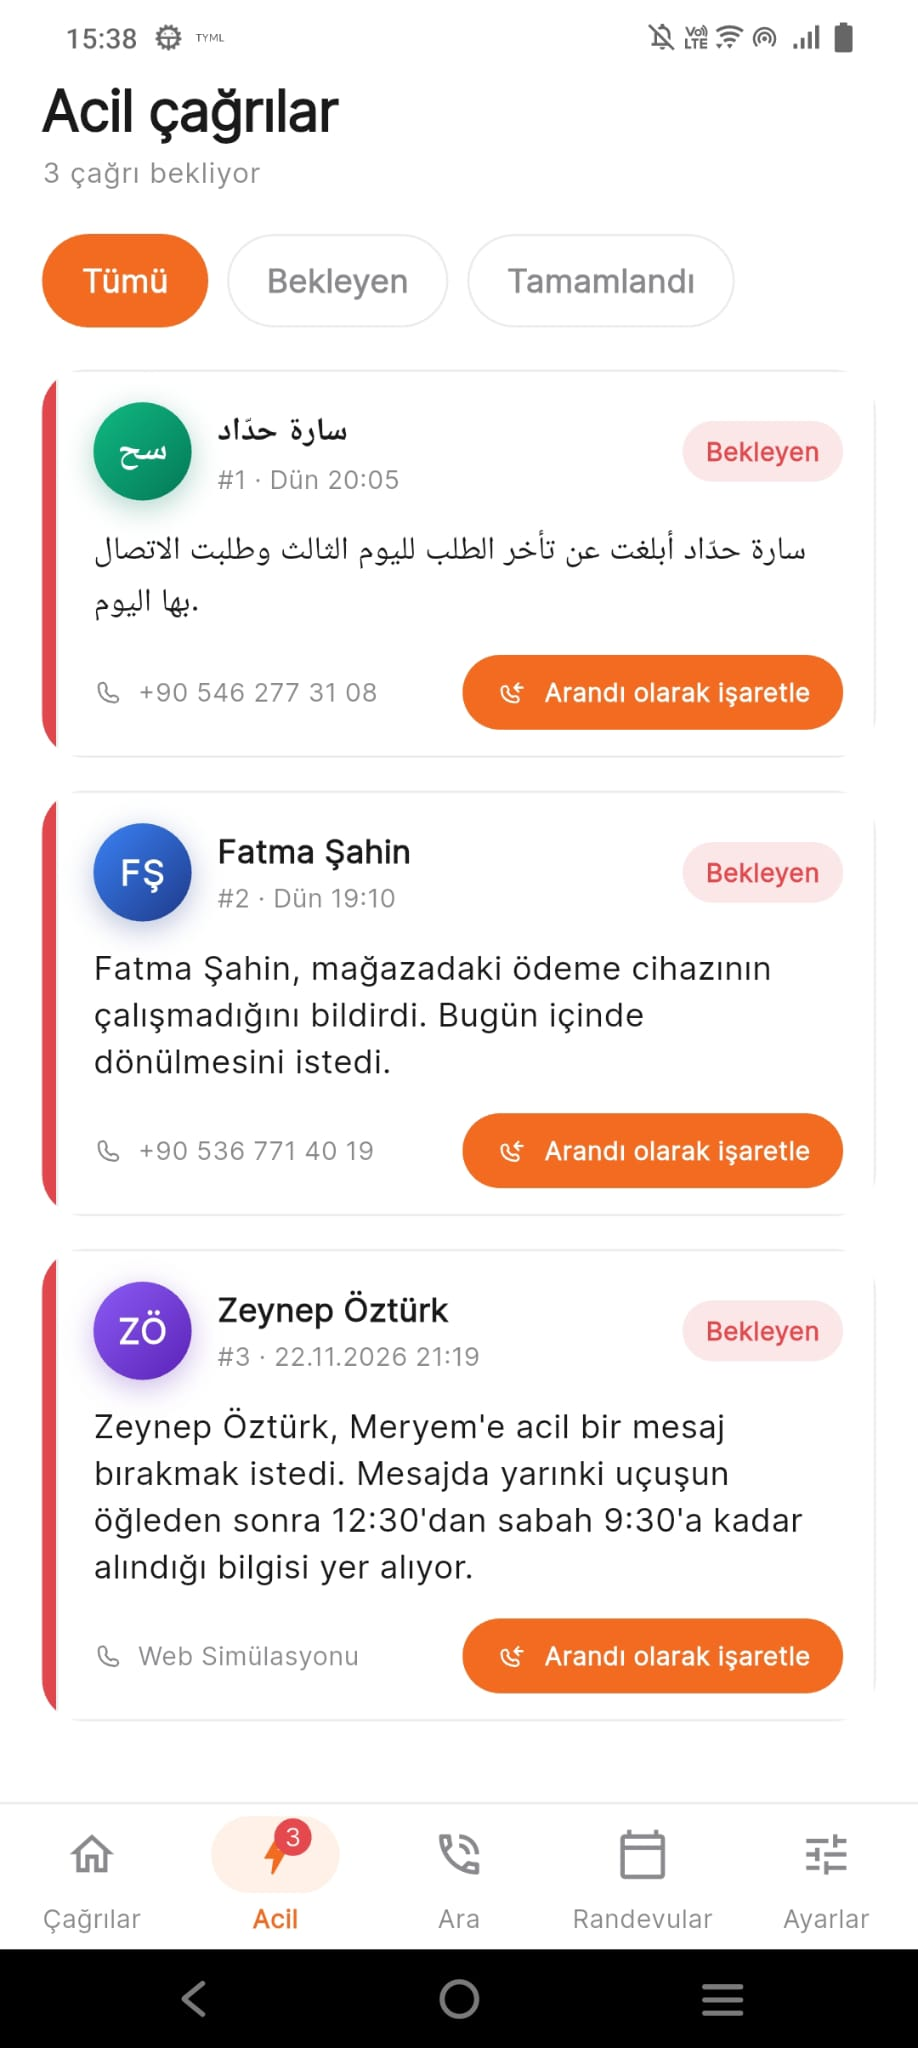 15:38 TYML Vo) LTE
Acil çağrılar
3 çağrı bekliyor
Tümü Bekleyen Tamamlandı
سح سارة حدّاد Bekleyen
#1 · Dün 20:05
سارة حدّاد أبلغت عن تأخر الطلب لليوم الثالث وطلبت الاتصال
بها اليوم.
+90 546 277 31 08 Arandı olarak işaretle
FŞ Fatma Şahin Bekleyen
#2 · Dün 19:10
Fatma Şahin, mağazadaki ödeme cihazının
çalışmadığını bildirdi. Bugün içinde
dönülmesini istedi.
+90 536 771 40 19 Arandı olarak işaretle
ZÖ Zeynep Öztürk Bekleyen
#3 · 22.11.2026 21:19
Zeynep Öztürk, Meryem'e acil bir mesaj
bırakmak istedi. Mesajda yarınki uçuşun
öğleden sonra 12:30'dan sabah 9:30'a kadar
alındığı bilgisi yer alıyor.
Web Simülasyonu Arandı olarak işaretle
3
Çağrılar Acil Ara Randevular Ayarlar